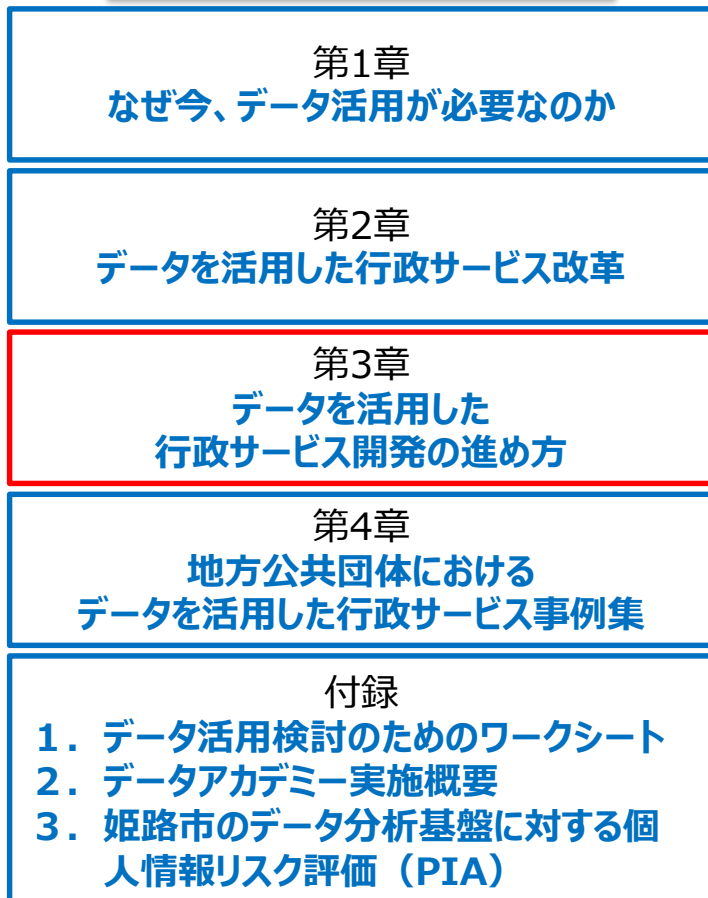 第1章
なぜ今、データ活用が必要なのか
第2章
データを活用した行政サービス改革
第3章
データを活用した
行政サービス開発の進め方
第4章
地方公共団体における
データを活用した行政サービス事例集
付録
1．データ活用検討のためのワークシート
2．データアカデミー実施概要
3．姫路市のデータ分析基盤に対する個
人情報リスク評価（PIA）